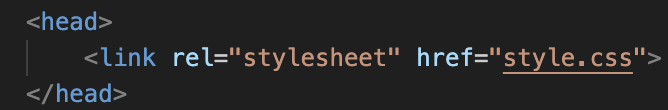 <head>
<link rel="stylesheet" href="style.css">
</head>